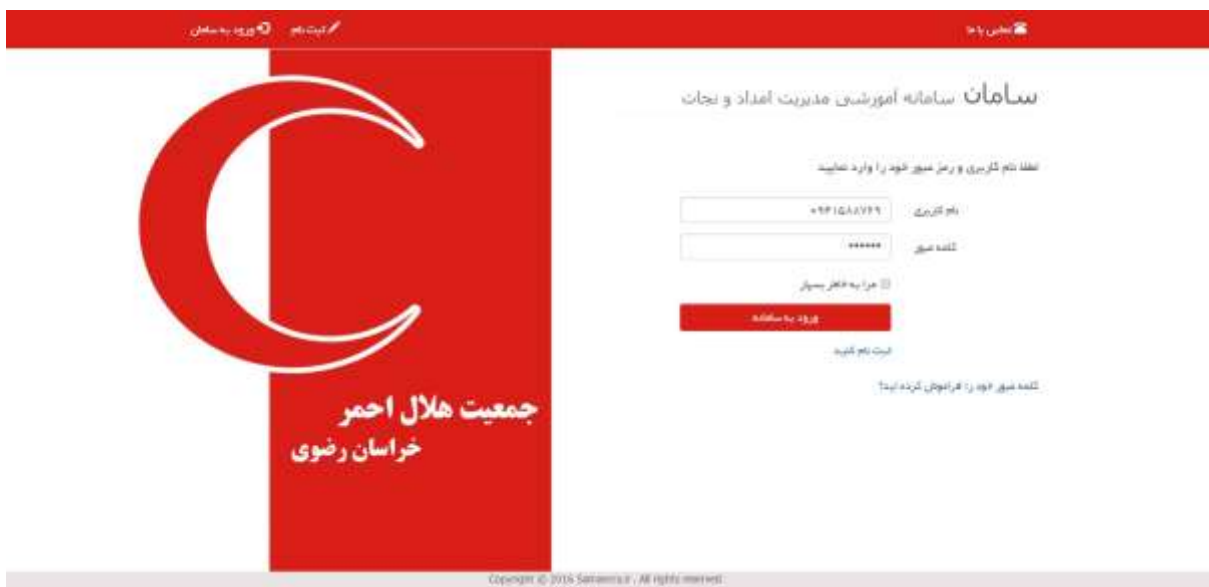 تماس با ما
ثبت نام
ورود به سامان
سامان سامانه آموزشی مدیریت امداد و نجات
لطفا نام کاربری و رمز عبور خود را وارد نمایید
نام کاربری
۰۹۴۱۵۸۸۷۶۹
کلمه عبور
******
مرا به خاطر بسپار
ورود به سامانه
ثبت نام کنید
کلمه عبور خود را فراموش کرده اید؟
جمعیت هلال احمر
خراسان رضوی
Copyright © 2016 . All rights reserved